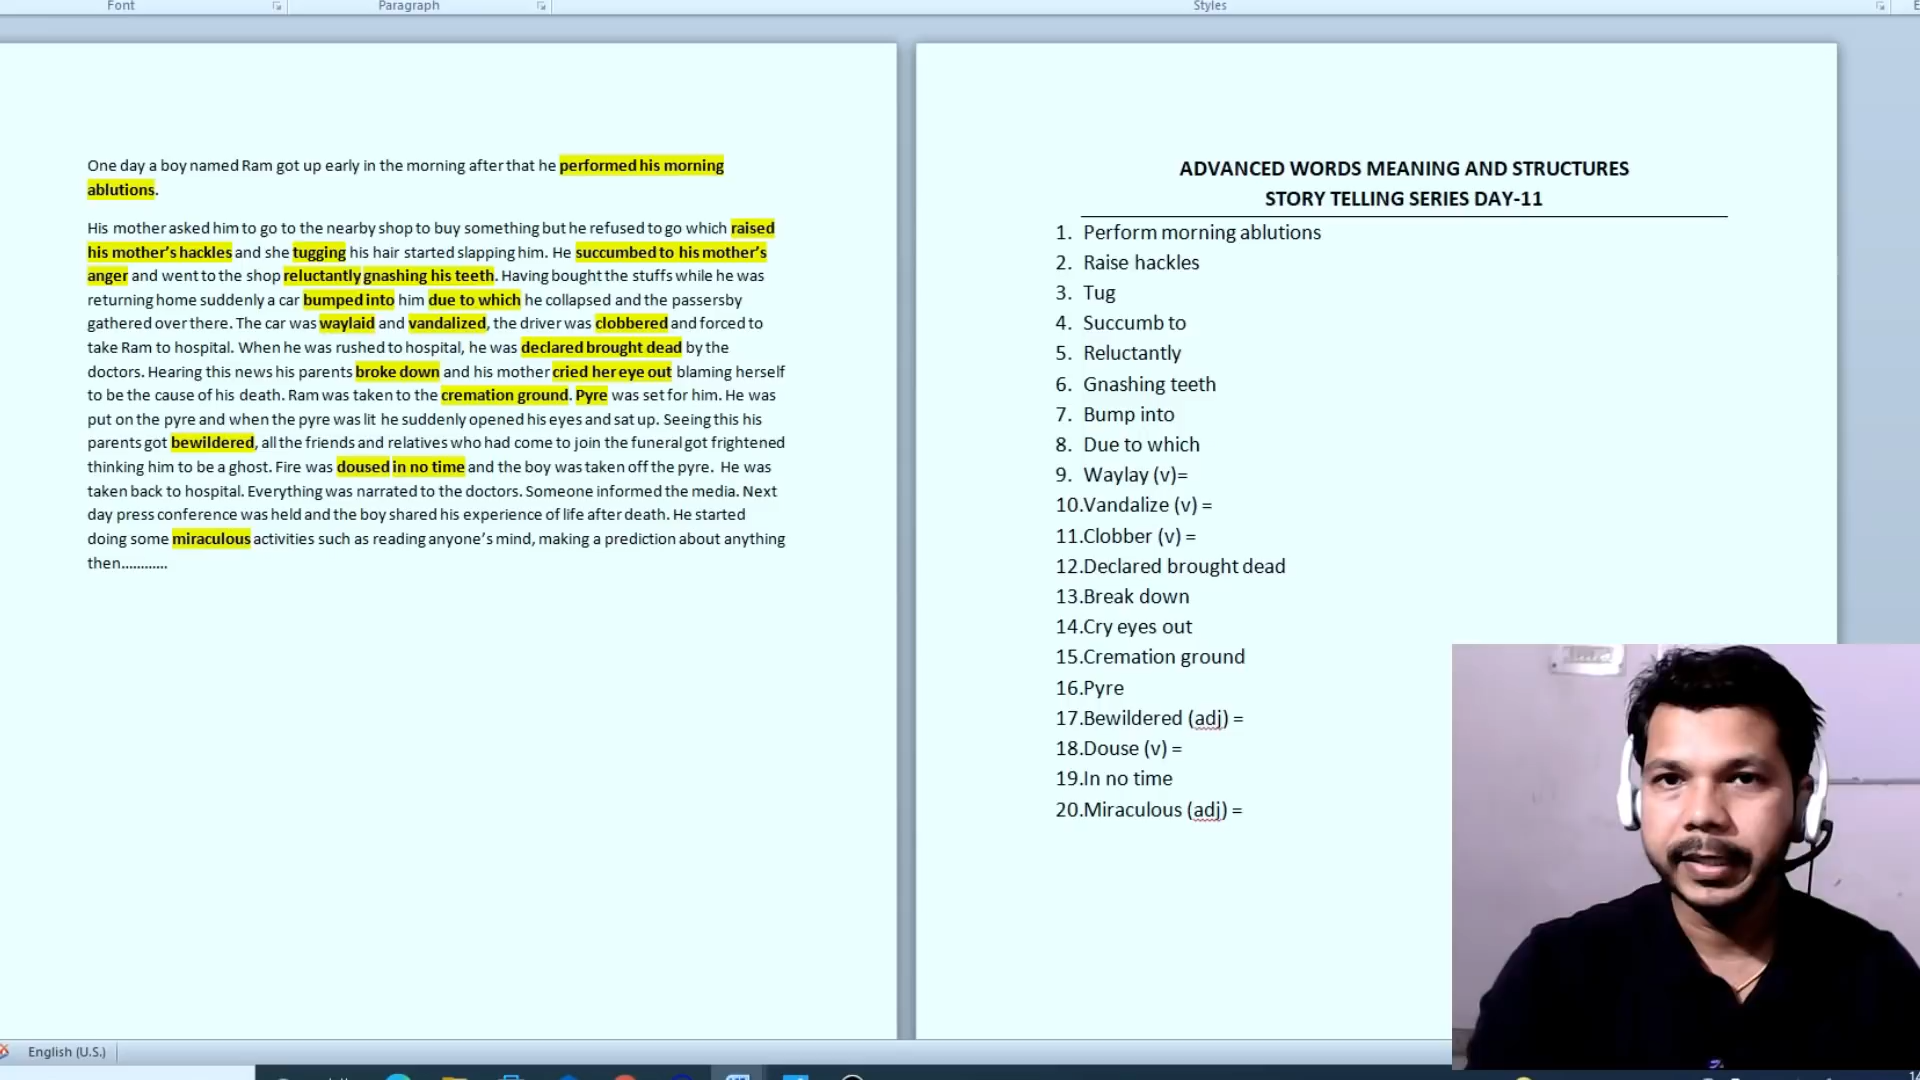 Font
Paragraph
Styles
One day a boy named Ram got up early in the morning after that he performed his morning
ablutions.
His mother asked him to go to the nearby shop to buy something but he refused to go which raised
his mother's hackles and she tugging his hair started slapping him. He succumbed to his mother's
anger and went to the shop reluctantly gnashing his teeth. Having bought the stuffs while he was
returning home suddenly a car bumped into him due to which he collapsed and the passersby
gathered over there. The car was waylaid and vandalized, the driver was clobbered and forced to
take Ram to hospital. When he was rushed to hospital, he was declared brought dead by the
doctors. Hearing this news his parents broke down and his mother cried her eye out blaming herself
to be the cause of his death. Ram was taken to the cremation ground. Pyre was set for him. He was
put on the pyre and when the pyre was lit he suddenly opened his eyes and sat up. Seeing this his
parents got bewildered, all the friends and relatives who had come to join the funeral got frightened
thinking him to be a ghost. Fire was doused in no time and the boy was taken off the pyre. He was
taken back to hospital. Everything was narrated to the doctors. Someone informed the media. Next
day press conference was held and the boy shared his experience of life after death. He started
doing some miraculous activities such as reading anyone's mind, making a prediction about anything
then............
ADVANCED WORDS MEANING AND STRUCTURES
STORY TELLING SERIES DAY-11
1. Perform morning ablutions
2. Raise hackles
3. Tug
4. Succumb to
5. Reluctantly
6. Gnashing teeth
7. Bump into
8. Due to which
9. Waylay (v)=
10.Vandalize (v) =
11.Clobber (v) =
12.Declared brought dead
13.Break down
14.Cry eyes out
15.Cremation ground
16.Pyre
17.Bewildered (adj) =
18.Douse (v) =
19.In no time
20.Miraculous (adj) =
English (U.S.)